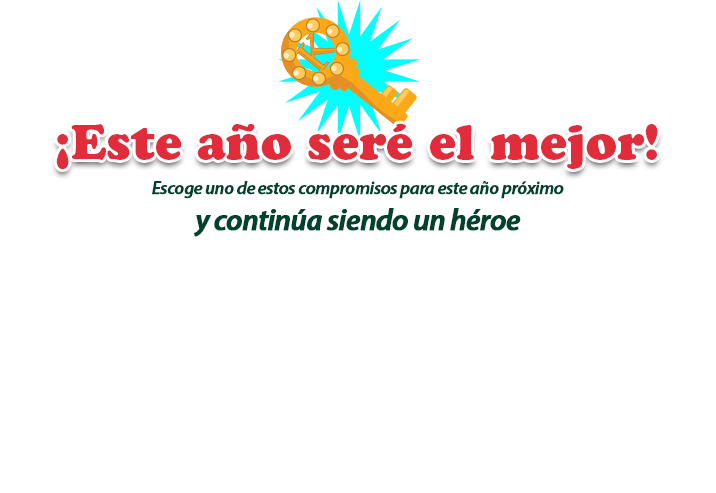 K
¡Este año seré el mejor!
Escoge uno de estos compromisos para este año próximo
y continúa siendo un héroe